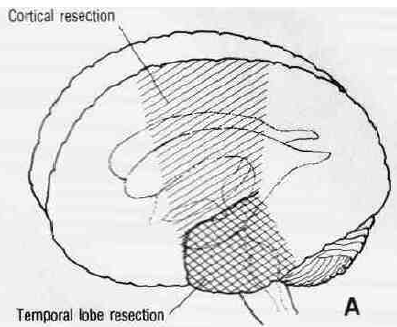 Cortical resection
Temporal lobe resection
A